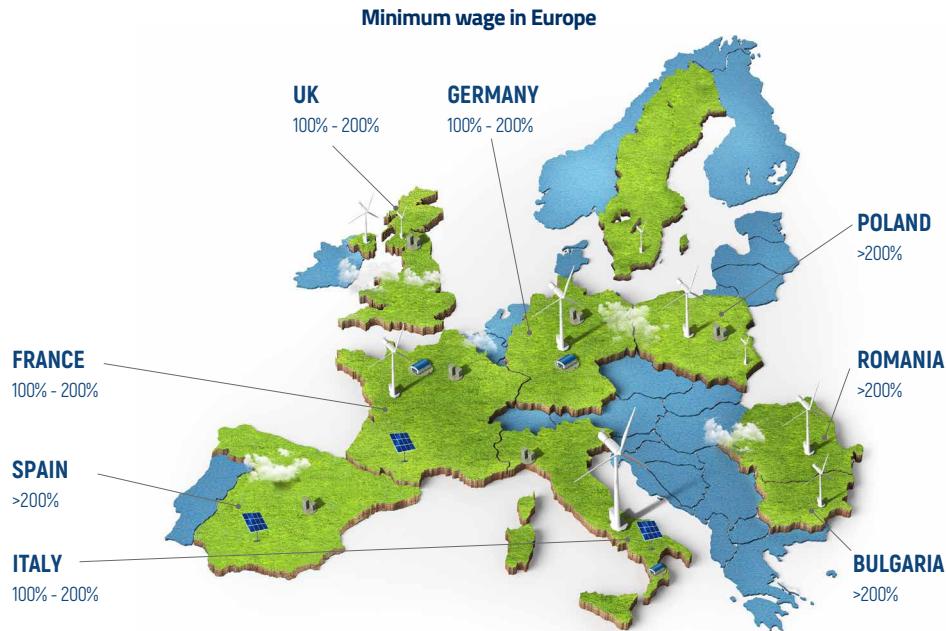 Minimum wage in Europe
UK
100% - 200%
GERMANY
100% - 200%
POLAND
>200%
FRANCE
100% - 200%
ROMANIA
>200%
SPAIN
>200%
ITALY
100% - 200%
BULGARIA
>200%